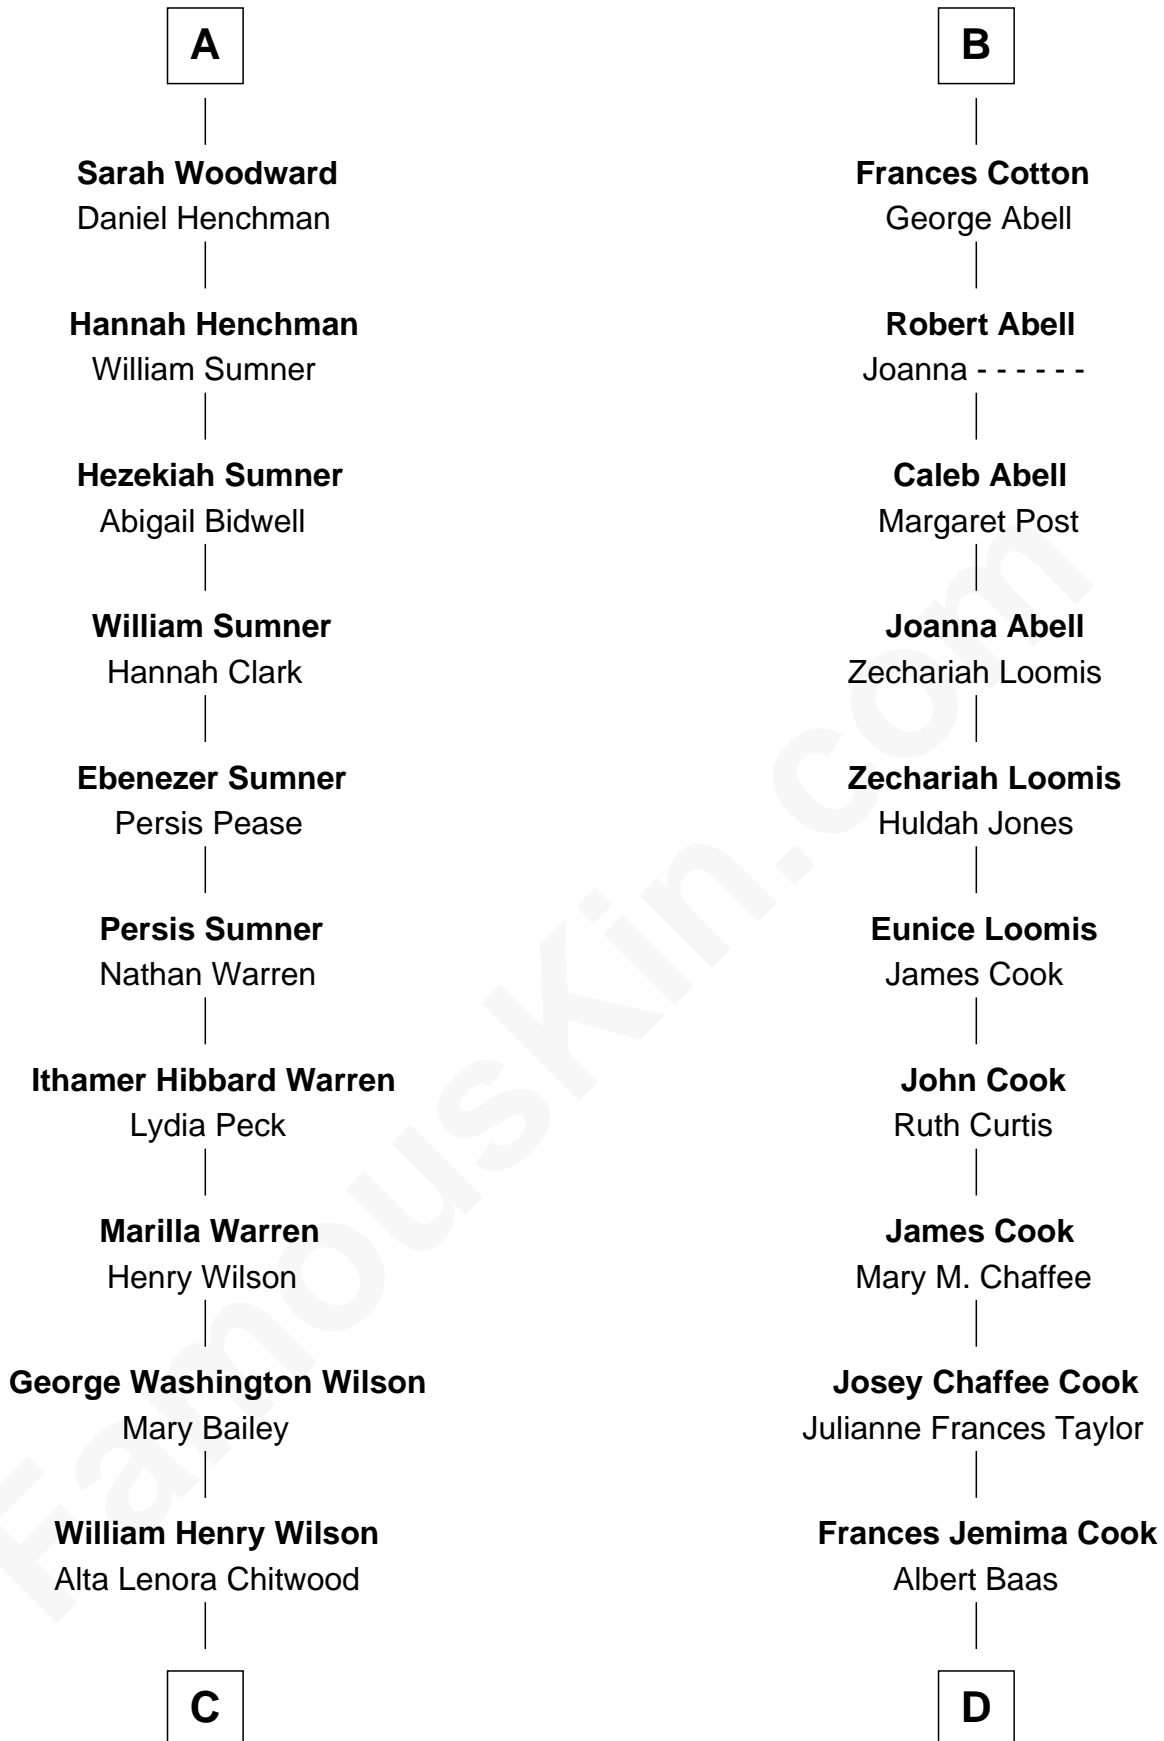 A
Sarah Woodward
Daniel Henchman
Hannah Henchman
William Sumner
Hezekiah Sumner
Abigail Bidwell
William Sumner
Hannah Clark
Ebenezer Sumner
Persis Pease
Persis Sumner
Nathan Warren
Ithamer Hibbard Warren
Lydia Peck
Marilla Warren
Henry Wilson
George Washington Wilson
Mary Bailey
William Henry Wilson
Alta Lenora Chitwood
C
B
Frances Cotton
George Abell
Robert Abell
Joanna - - - - - -
Caleb Abell
Margaret Post
Joanna Abell
Zechariah Loomis
Zechariah Loomis
Huldah Jones
Eunice Loomis
James Cook
John Cook
Ruth Curtis
James Cook
Mary M. Chaffee
Josey Chaffee Cook
Julianne Frances Taylor
Frances Jemima Cook
Albert Baas
D
FamousKin.com